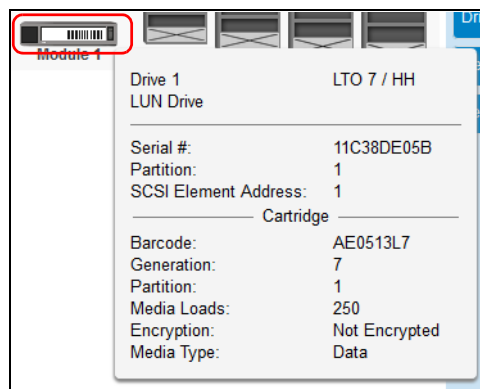 Dri
Module 1
Drive 1 LTO 7 / HH
LUN Drive
Serial #: 11C38DE05B
Partition: 1
SCSI Element Address: 1
Cartridge
Barcode: AE0513L7
Generation: 7
Partition: 1
Media Loads: 250
Encryption: Not Encrypted
Media Type: Data